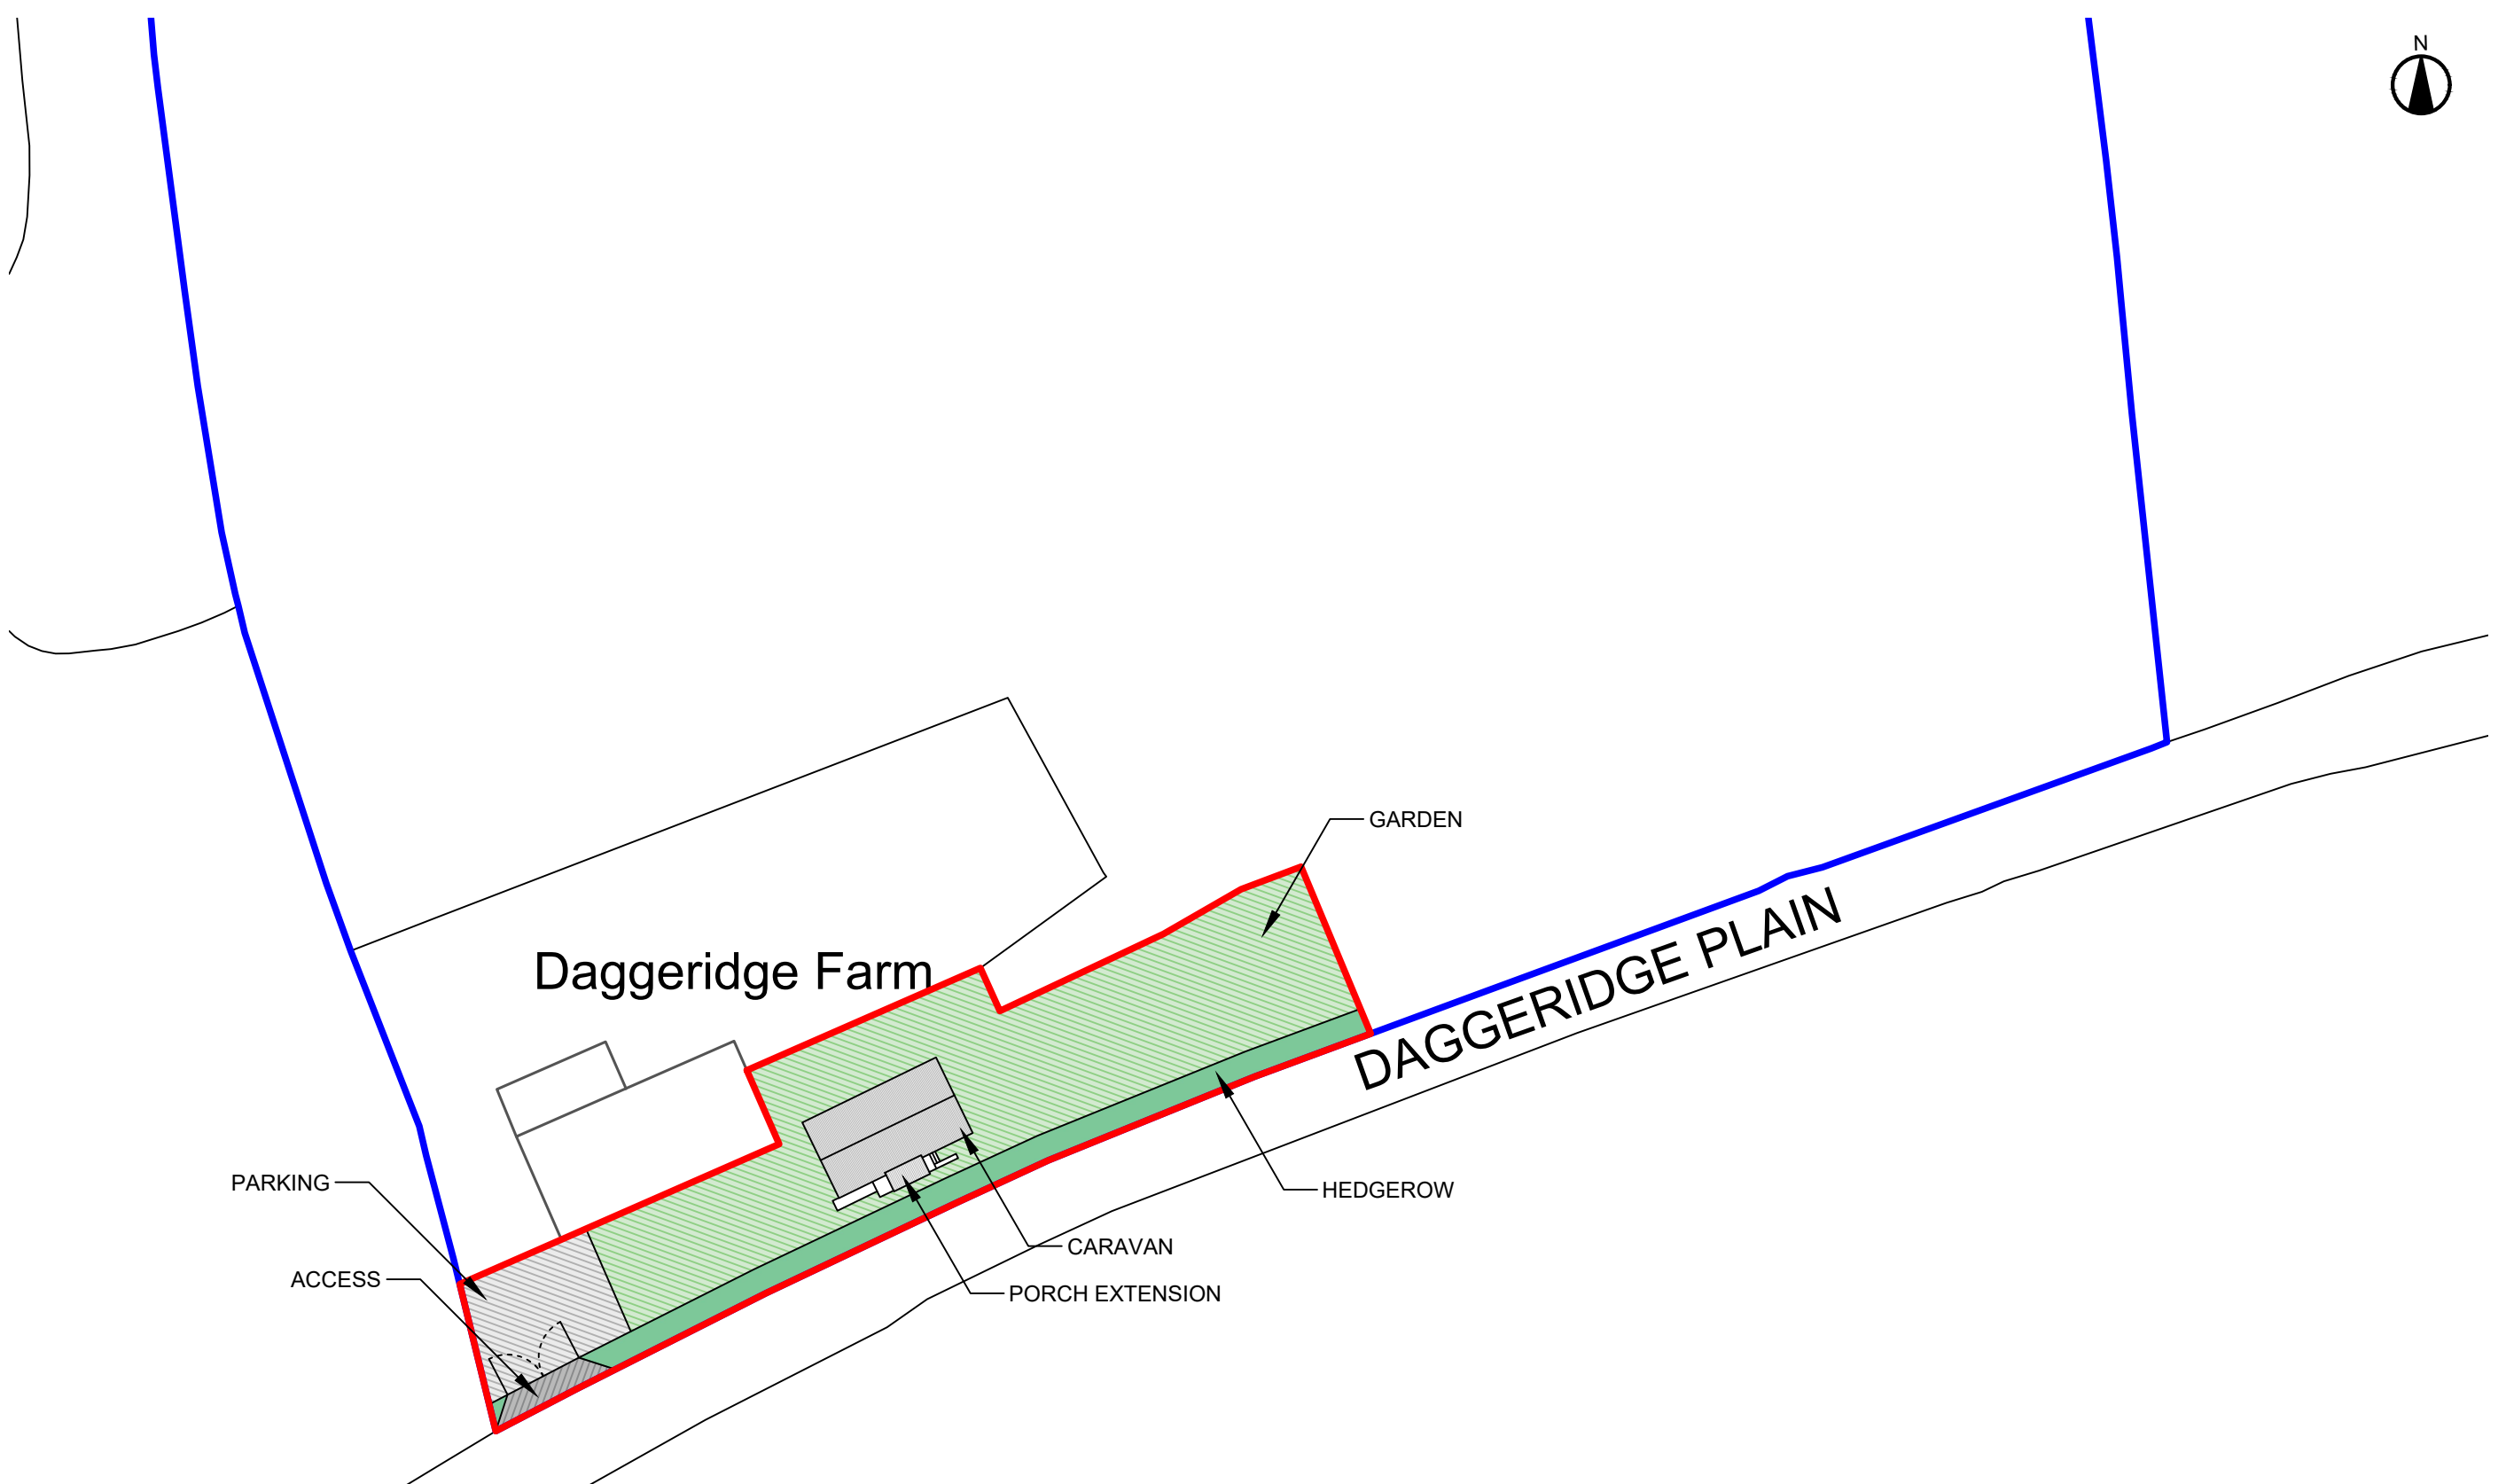 N
GARDEN
DAGGERIDGE PLAIN
Daggeridge Farm
PARKING
HEDGEROW
CARAVAN
ACCESS
PORCH EXTENSION